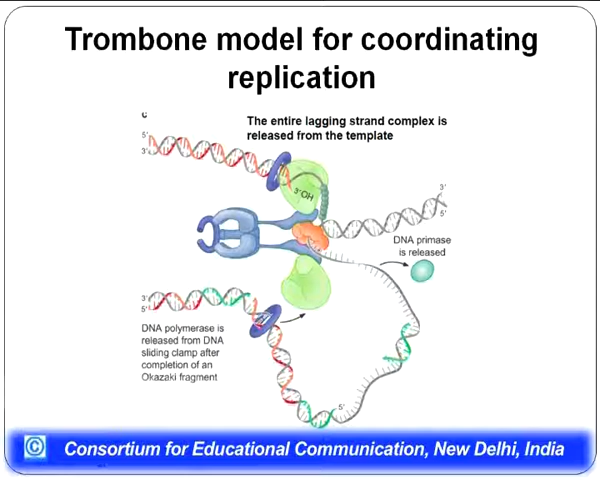 Trombone model for coordinating
replication
C
The entire lagging strand complex is
released from the template
5'
3'
3'-OH
3'
5'
DNA primase
is released
3'
5'
DNA polymerase is
released from DNA
sliding clamp after
completion of an
Okazaki fragment
5'
© Consortium for Educational Communication, New Delhi, India